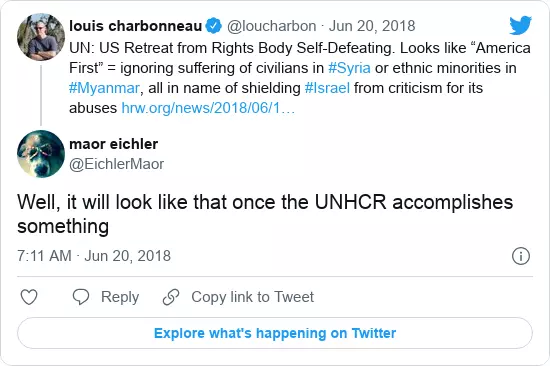 louis charbonneau @loucharbon · Jun 20, 2018
UN: US Retreat from Rights Body Self-Defeating. Looks like “America
First” = ignoring suffering of civilians in #Syria or ethnic minorities in
#Myanmar, all in name of shielding #Israel from criticism for its
abuses hrw.org/news/2018/06/1…
maor eichler
@EichlerMaor
Well, it will look like that once the UNHCR accomplishes
something
7:11 AM · Jun 20, 2018
Reply
Copy link to Tweet
Explore what's happening on Twitter